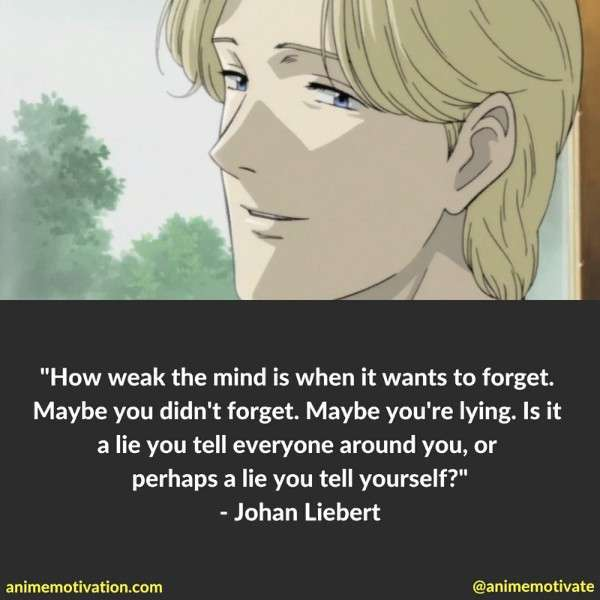 "How weak the mind is when it wants to forget.
Maybe you didn't forget. Maybe you're lying. Is it
a lie you tell everyone around you, or
perhaps a lie you tell yourself?"
- Johan Liebert
animemotivation.com
@animemotivate